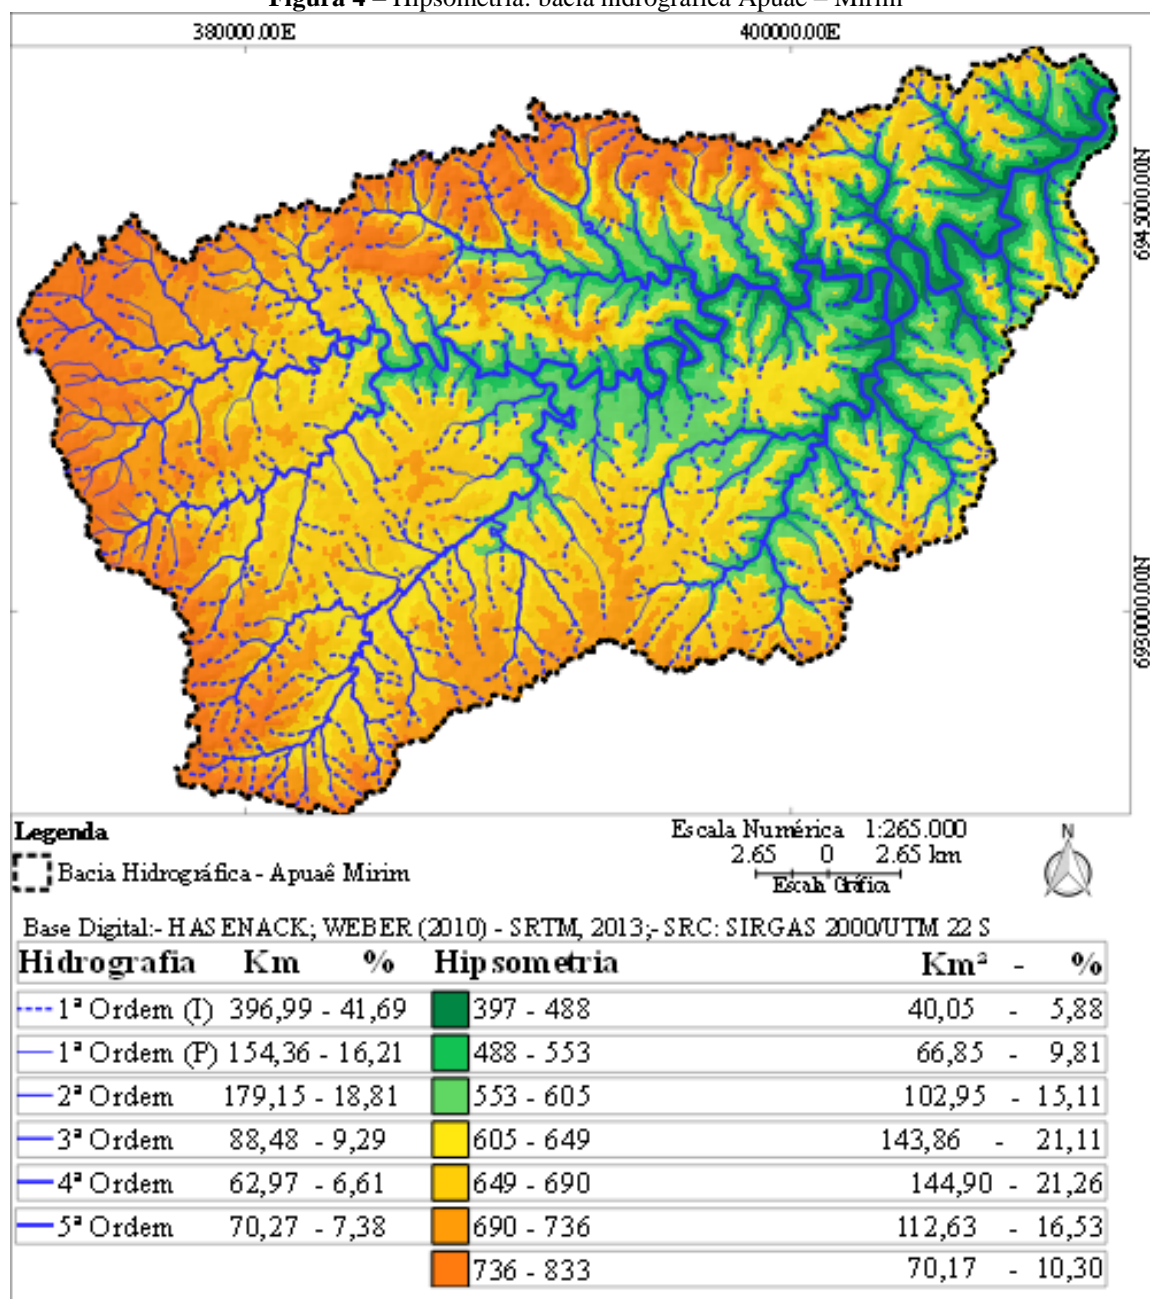 Figura 4 – Hipsometria: bacia hidrográfica Apuaê – Mirim
380000.00E 400000.00E
6945000.00N
6930000.00N
Legenda
Bacia Hidrográfica - Apuaê Mirim
Escala Numérica 1:265.000
2.65 0 2.65 km
Escala Gráfica
N
Base Digital:- HASENACK; WEBER (2010) - SRTM, 2013;- SRC: SIRGAS 2000/UTM 22 S
Hidrografia Km % Hipsometria Km² - %
1ª Ordem (I) 396,99 - 41,69 397 - 488 40,05 - 5,88
1ª Ordem (P) 154,36 - 16,21 488 - 553 66,85 - 9,81
2ª Ordem 179,15 - 18,81 553 - 605 102,95 - 15,11
3ª Ordem 88,48 - 9,29 605 - 649 143,86 - 21,11
4ª Ordem 62,97 - 6,61 649 - 690 144,90 - 21,26
5ª Ordem 70,27 - 7,38 690 - 736 112,63 - 16,53
736 - 833 70,17 - 10,30